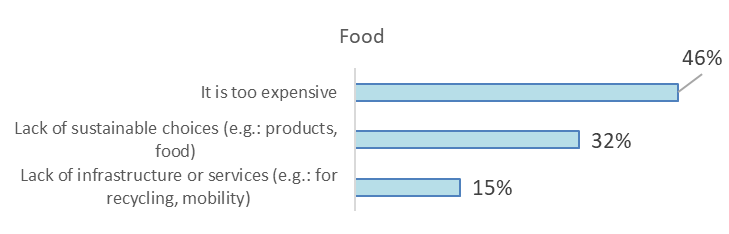 Food
46%
It is too expensive
Lack of sustainable choices (e.g.: products,
food)
32%
Lack of infrastructure or services (e.g.: for
recycling, mobility)
15%